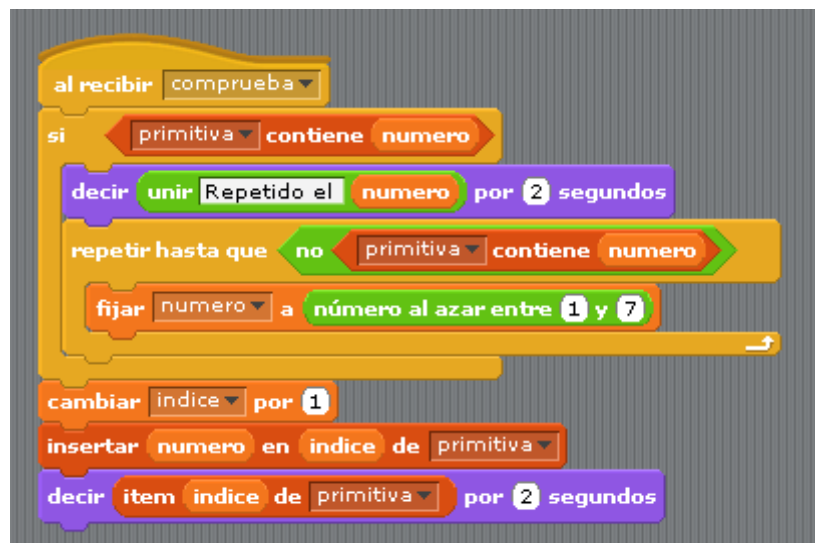 al recibir comprueba
si primitiva contiene numero
decir unir Repetido el numero por 2 segundos
repetir hasta que no primitiva contiene numero
fijar numero a número al azar entre 1 y 7
cambiar indice por 1
insertar numero en indice de primitiva
decir item indice de primitiva por 2 segundos